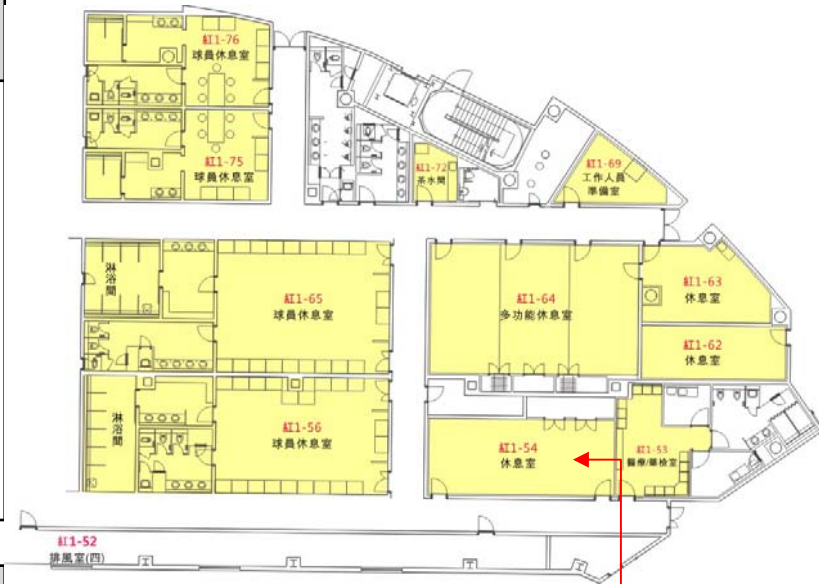 紅1-76
球員休息室
紅1-75
球員休息室
紅1-72
茶水間
紅1-69
工作人員
準備室
淋浴間
紅1-65
球員休息室
紅1-64
多功能休息室
紅1-63
休息室
紅1-62
休息室
淋浴間
紅1-56
球員休息室
紅1-54
休息室
紅1-53
醫療/藥檢室
紅1-52
排風室(四)